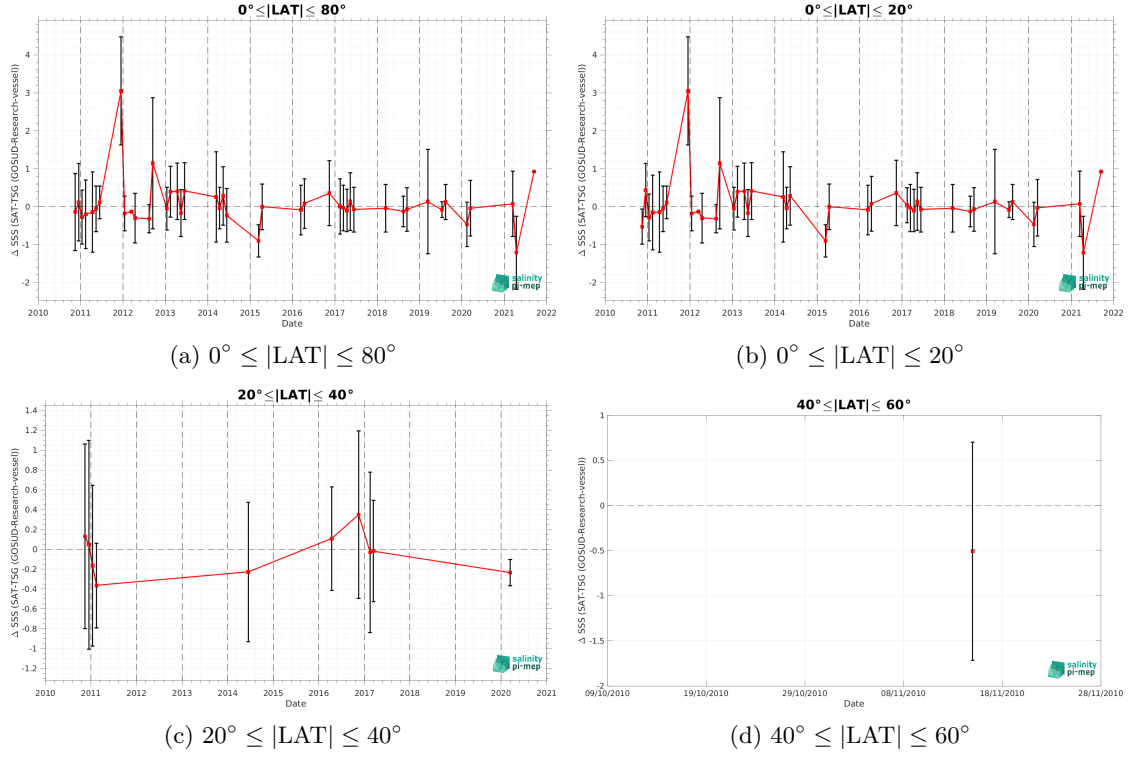 0°≤|LAT|≤ 80°
Δ SSS (SAT-TSG (GOSUD-Research-vessel))
4
3
2
1
0
-1
-2
2010 2011 2012 2013 2014 2015 2016 2017 2018 2019 2020 2021 2022
Date
salinity
pi-mep
(a) 0° ≤ |LAT| ≤ 80°
0°≤|LAT|≤ 20°
Δ SSS (SAT-TSG (GOSUD-Research-vessel))
4
3
2
1
0
-1
-2
2010 2011 2012 2013 2014 2015 2016 2017 2018 2019 2020 2021 2022
Date
salinity
pi-mep
(b) 0° ≤ |LAT| ≤ 20°
20°≤|LAT|≤ 40°
Δ SSS (SAT-TSG (GOSUD-Research-vessel))
1.4
1.2
1
0.8
0.6
0.4
0.2
0
-0.2
-0.4
-0.6
-0.8
-1
-1.2
2010 2011 2012 2013 2014 2015 2016 2017 2018 2019 2020 2021
Date
salinity
pi-mep
(c) 20° ≤ |LAT| ≤ 40°
40°≤|LAT|≤ 60°
Δ SSS (SAT-TSG (GOSUD-Research-vessel))
1
0.5
0
-0.5
-1
-1.5
-2
09/10/2010 19/10/2010 29/10/2010 08/11/2010 18/11/2010 28/11/2010
Date
salinity
pi-mep
(d) 40° ≤ |LAT| ≤ 60°